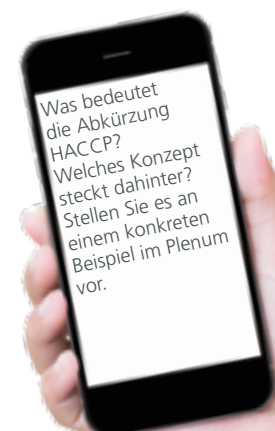 Was bedeutet
die Abkürzung
HACCP?
Welches Konzept
steckt dahinter?
Stellen Sie es an
einem konkreten
Beispiel im Plenum
vor.